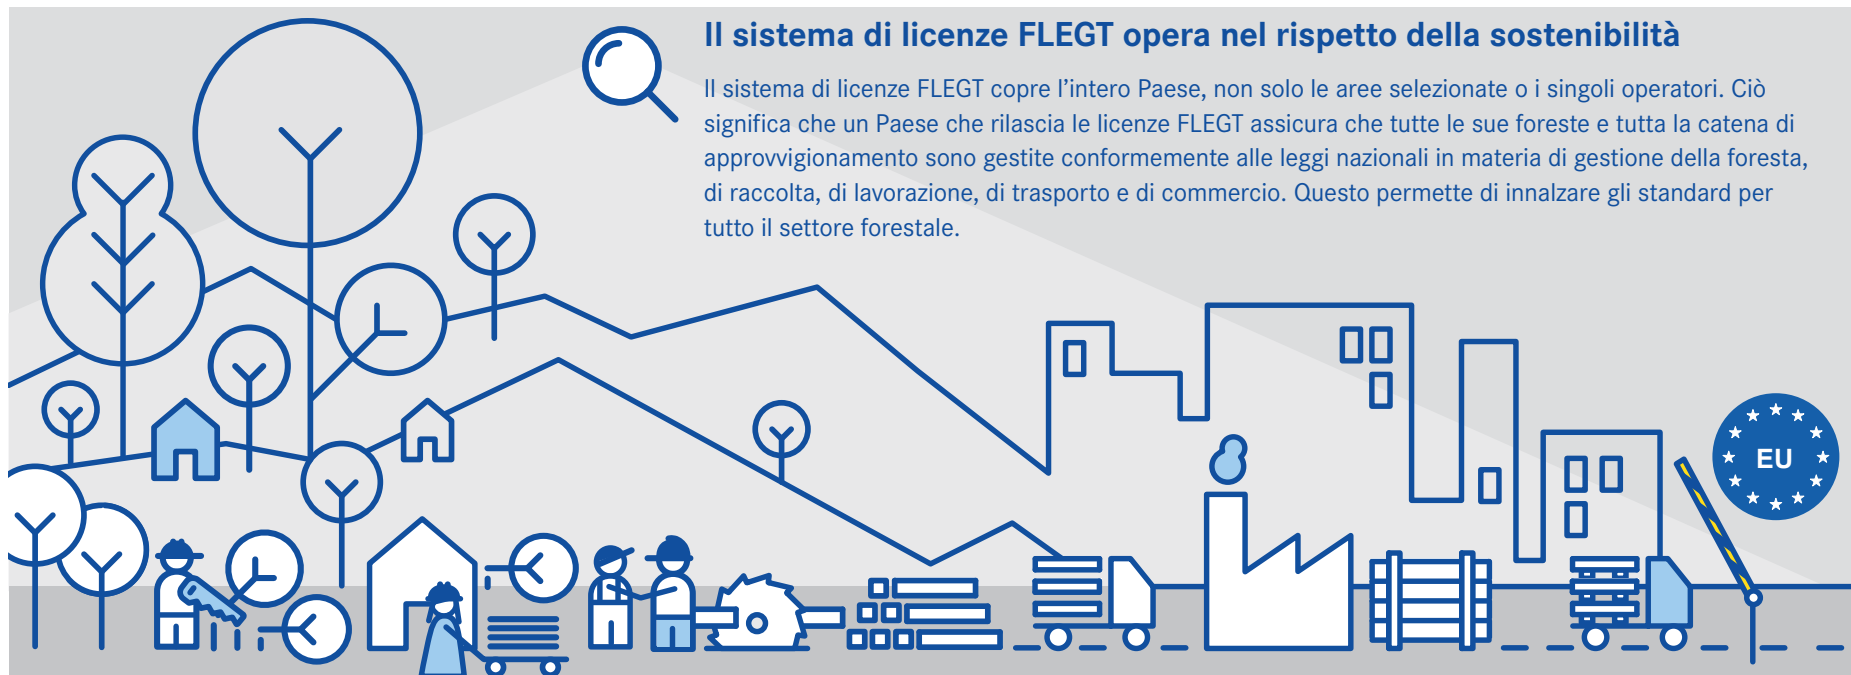 Il sistema di licenze FLEGT opera nel rispetto della sostenibilità
Il sistema di licenze FLEGT copre l’intero Paese, non solo le aree selezionate o i singoli operatori. Ciò
significa che un Paese che rilascia le licenze FLEGT assicura che tutte le sue foreste e tutta la catena di
approvvigionamento sono gestite conformemente alle leggi nazionali in materia di gestione della foresta,
di raccolta, di lavorazione, di trasporto e di commercio. Questo permette di innalzare gli standard per
tutto il settore forestale.
EU